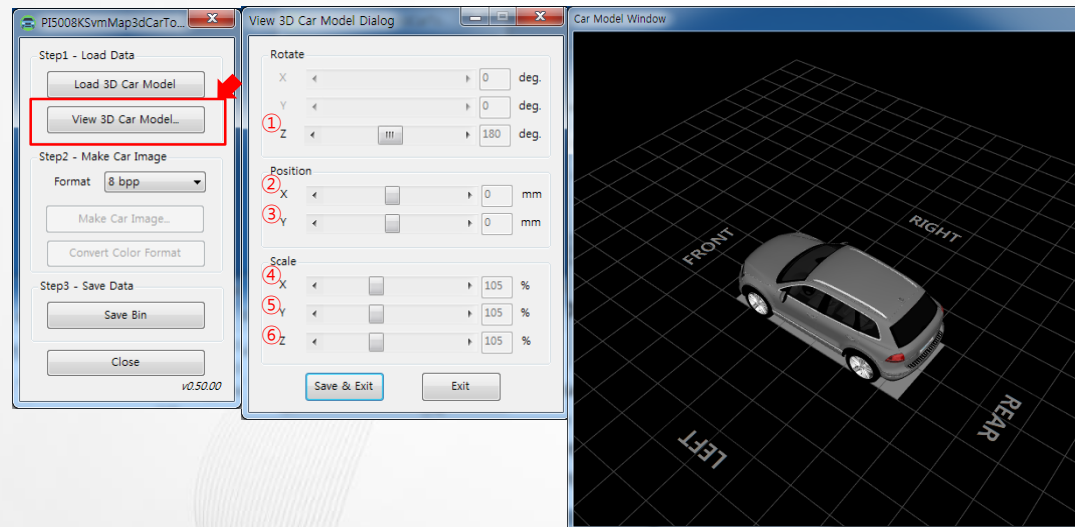 PI5008KSvmMap3dCarTo...
Step1 - Load Data
Load 3D Car Model
View 3D Car Model...
Step2 - Make Car Image
Format 8 bpp
Make Car Image...
Convert Color Format
Step3 - Save Data
Save Bin
Close
v0.50.00
View 3D Car Model Dialog
Rotate
X 0 deg.
Y 0 deg.
①
Z 180 deg.
Position
②
X 0 mm
③
Y 0 mm
Scale
④
X 105 %
⑤
Y 105 %
⑥
Z 105 %
Save & Exit Exit
Car Model Window
FRONT
RIGHT
LEFT
REAR